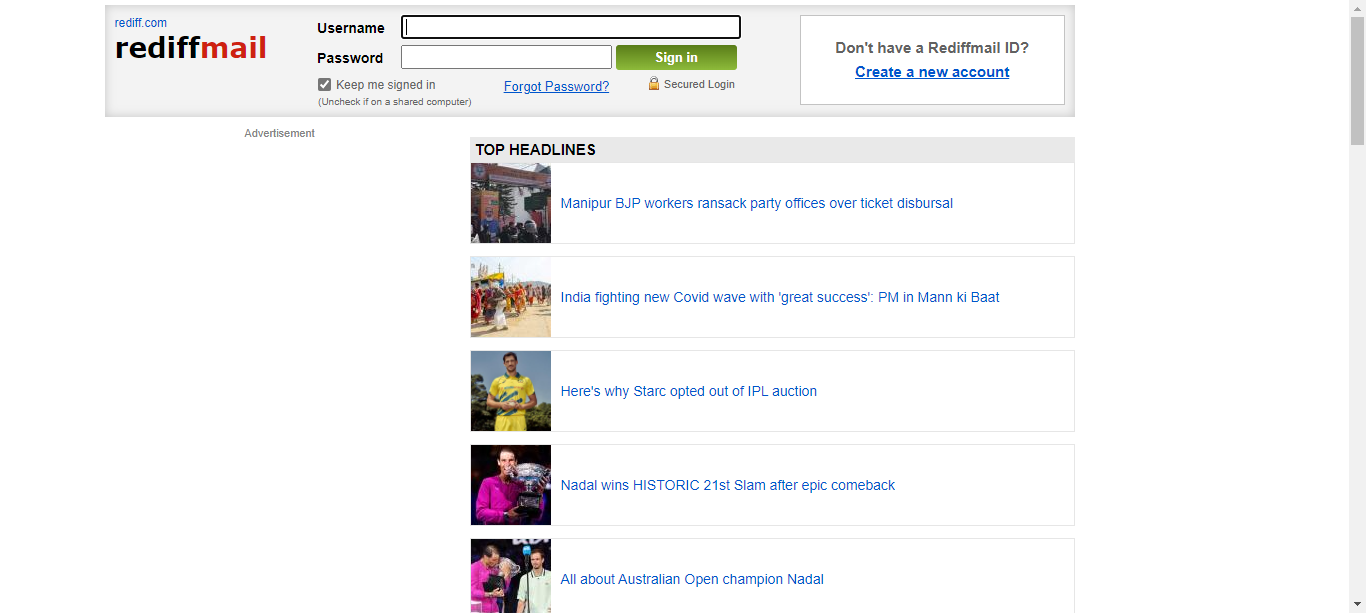 rediff.com
rediffmail
Username
Password
Sign in
Keep me signed in
(Uncheck if on a shared computer)
Forgot Password?
Secured Login
Don't have a Rediffmail ID?
Create a new account
Advertisement
TOP HEADLINES
Manipur BJP workers ransack party offices over ticket disbursal
India fighting new Covid wave with 'great success': PM in Mann ki Baat
Here's why Starc opted out of IPL auction
Nadal wins HISTORIC 21st Slam after epic comeback
All about Australian Open champion Nadal